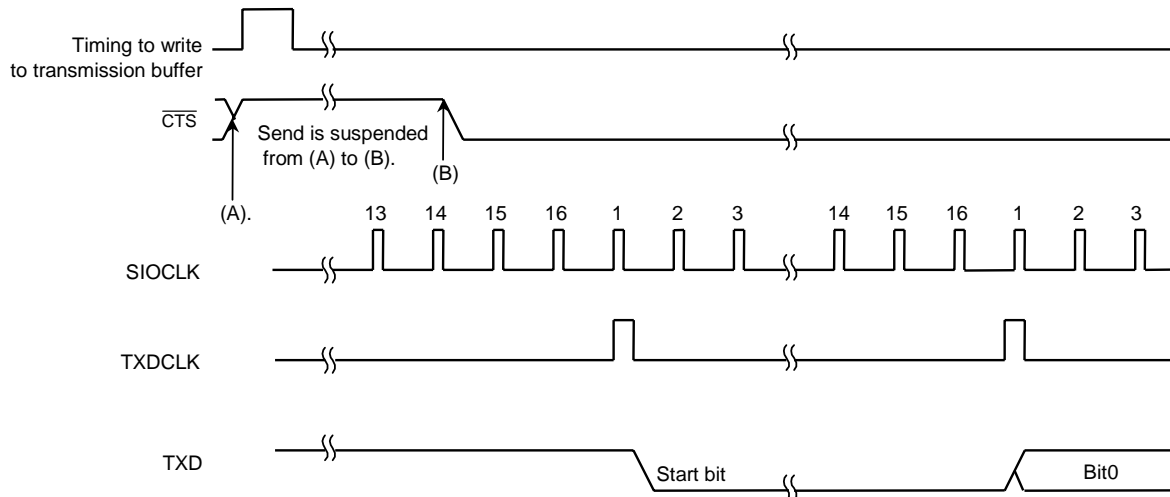 Timing to write
to transmission buffer
CTS
Send is suspended
from (A) to (B).
(B)
(A).
13 14 15 16 1 2 3 14 15 16 1 2 3
SIOCLK
TXDCLK
TXD
Start bit
Bit0